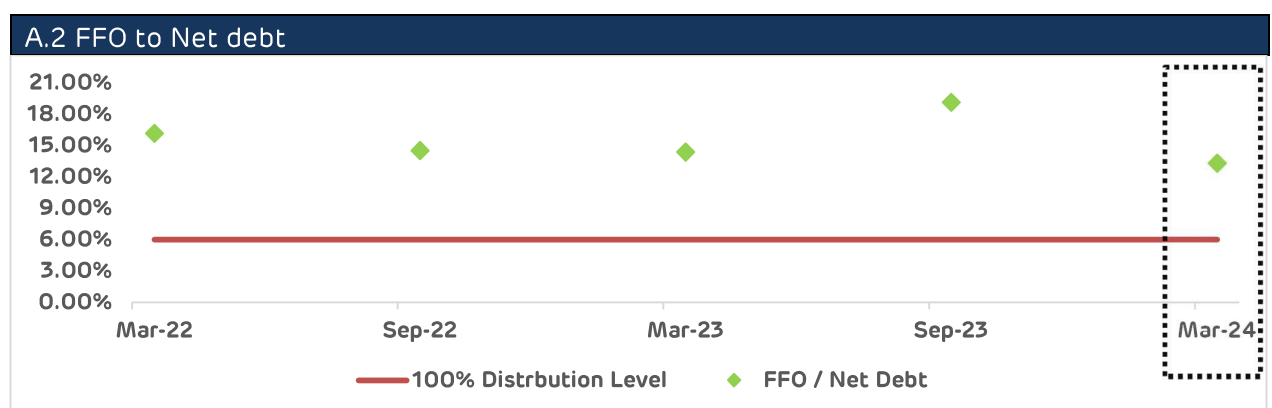 A.2 FFO to Net debt
21.00%
18.00%
15.00%
12.00%
9.00%
6.00%
3.00%
0.00%
Mar-22 Sep-22 Mar-23 Sep-23 Mar-24
100% Distrbution Level FFO / Net Debt